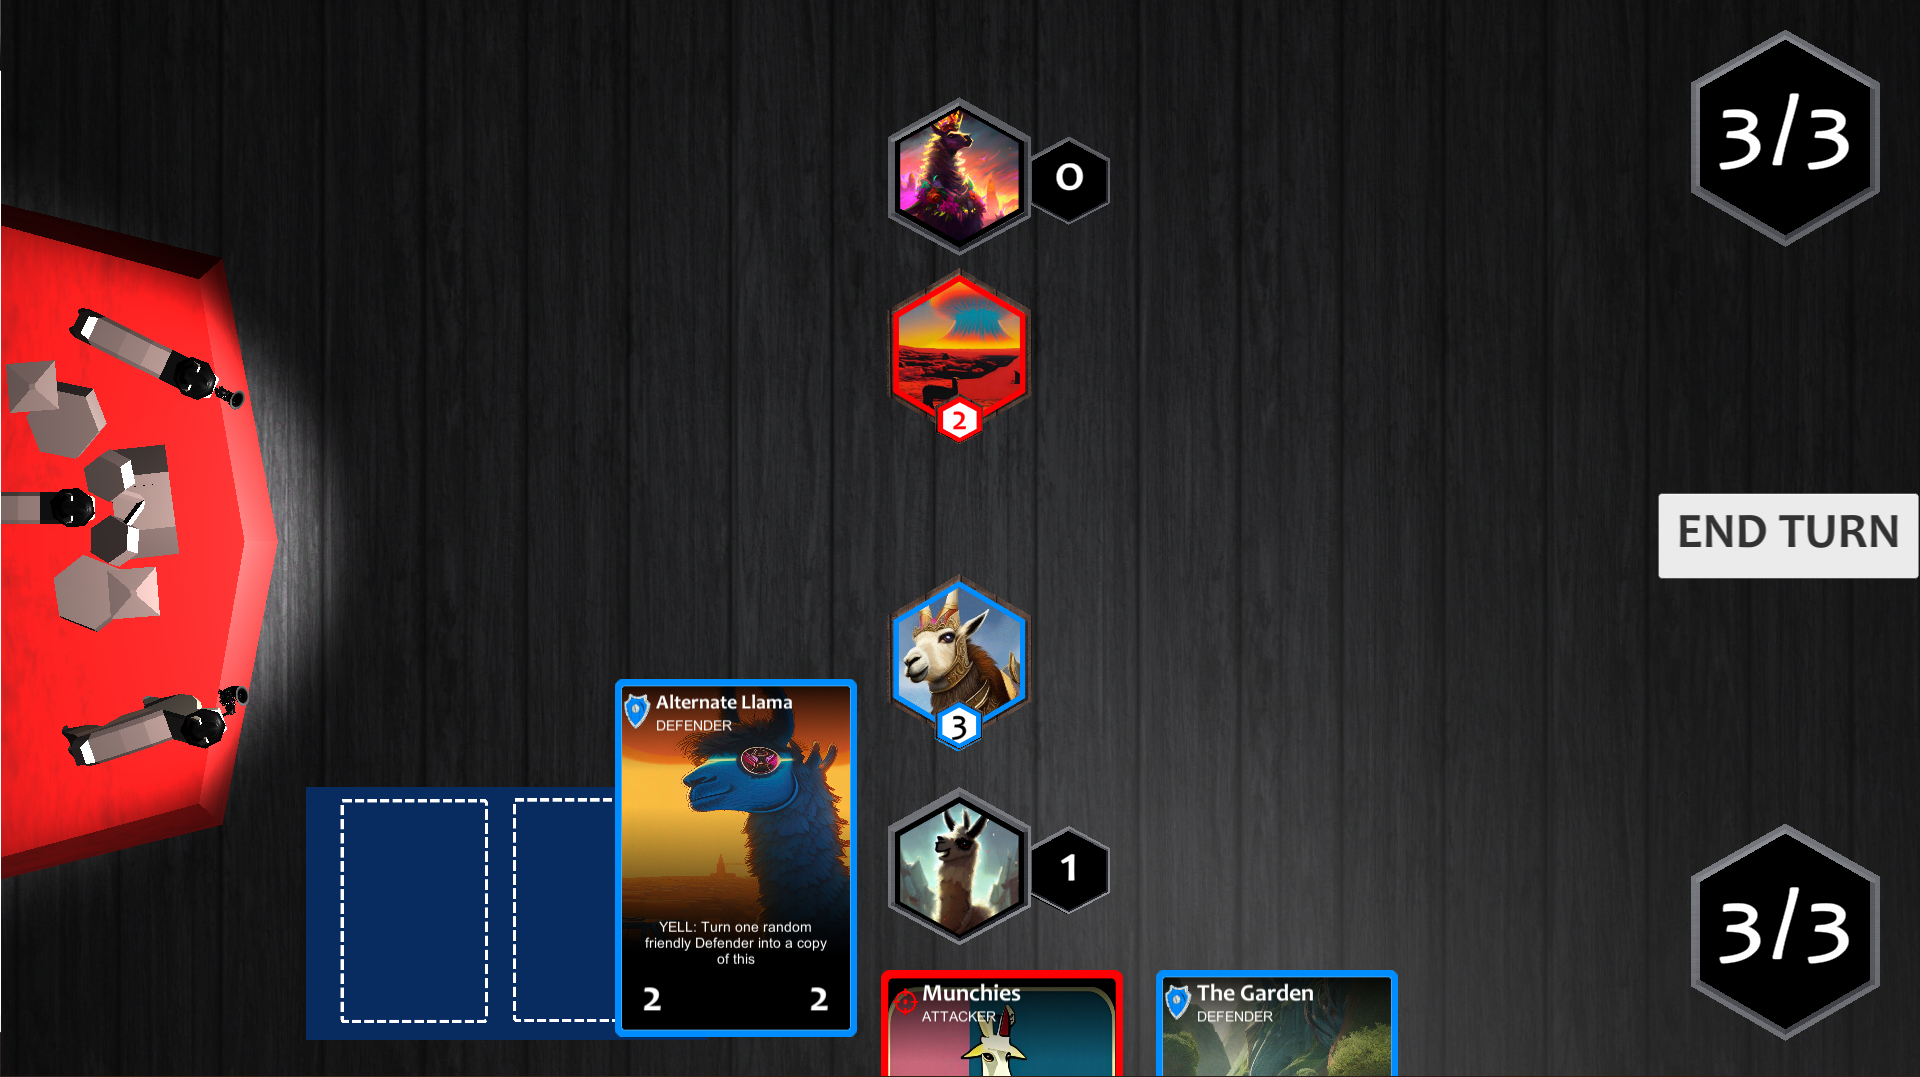 3/3
0
2
END TURN
3
Alternate Llama
DEFENDER
YELL: Turn one random
friendly Defender into a copy
of this
2 2
1
3/3
Munchies
ATTACKER
The Garden
DEFENDER